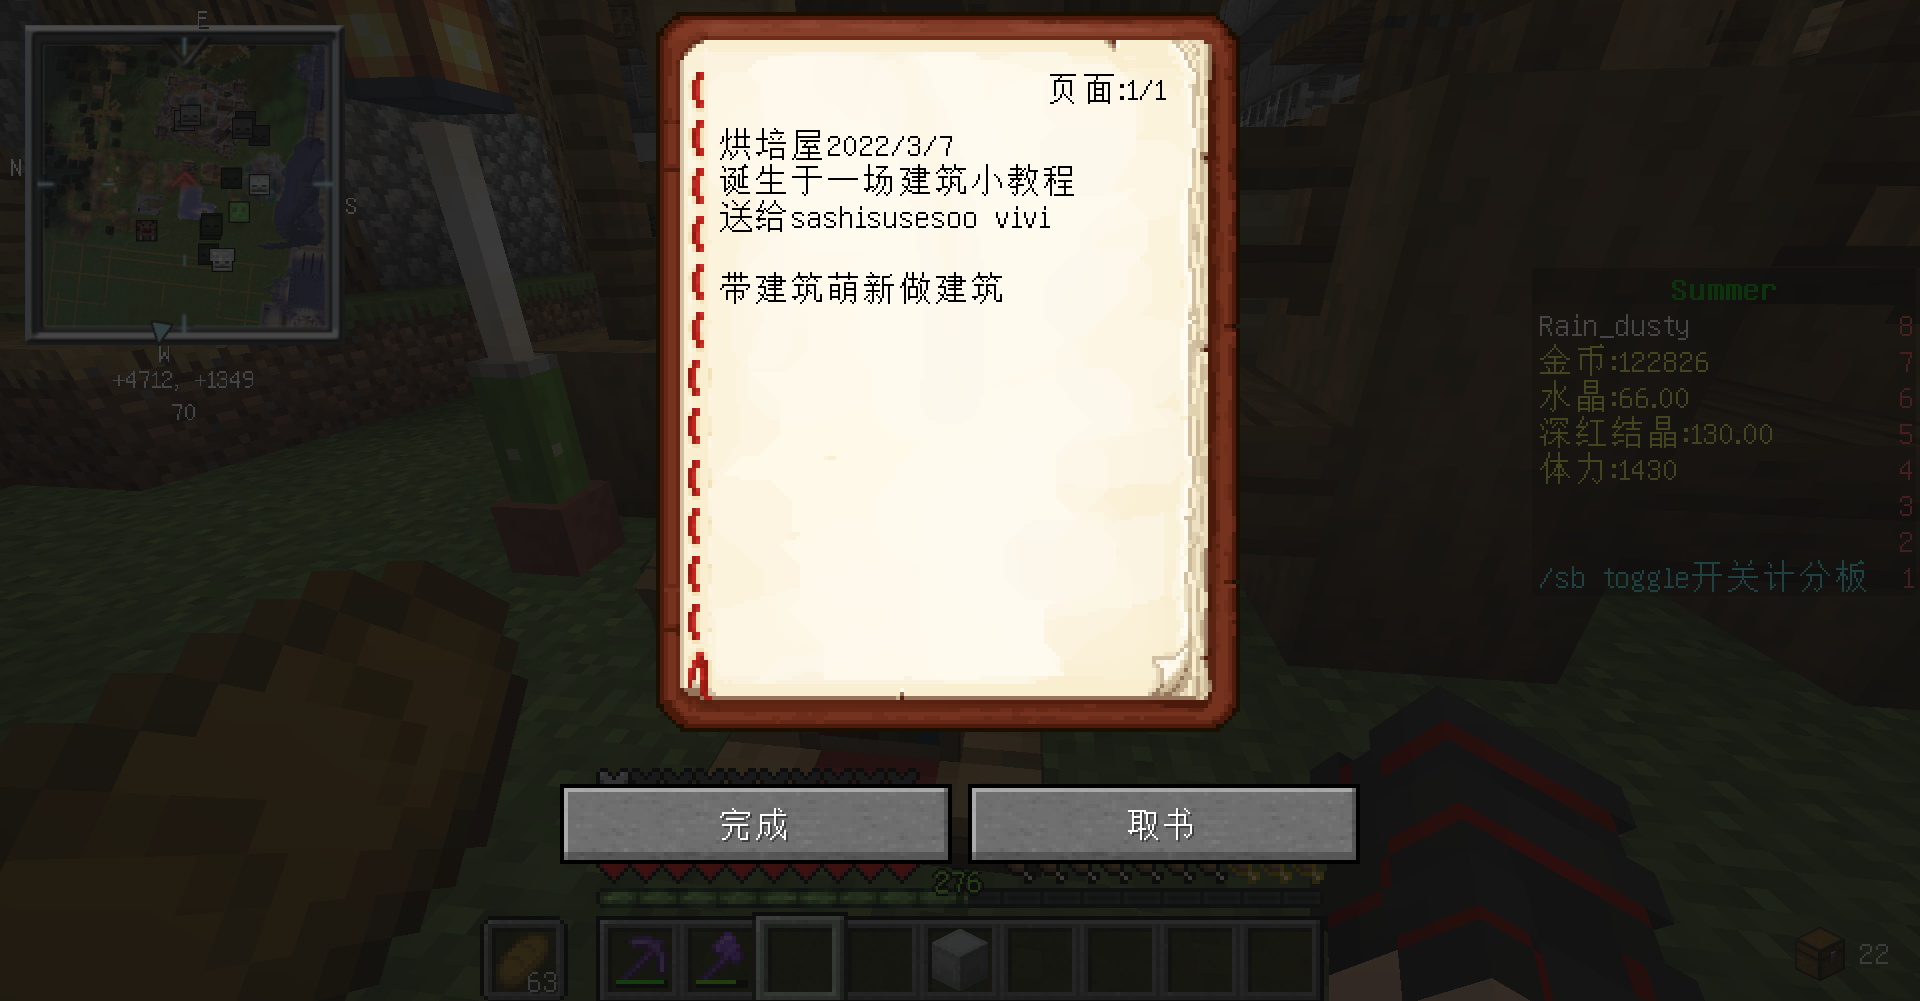 E
N
S
W
+4712, +1349
70
页面:1/1
烘培屋2022/3/7
诞生于一场建筑小教程
送给sashisusesoo vivi
带建筑萌新做建筑
完成
取书
Summer
Rain_dusty 8
金币:122826 7
水晶:66.00 6
深红结晶:130.00 5
体力:1430 4
3
2
/sb toggle开关计分板 1
276
63
22